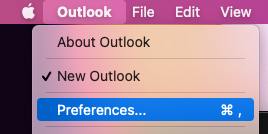 Outlook File Edit View
About Outlook
✓ New Outlook
Preferences... ⌘ ,